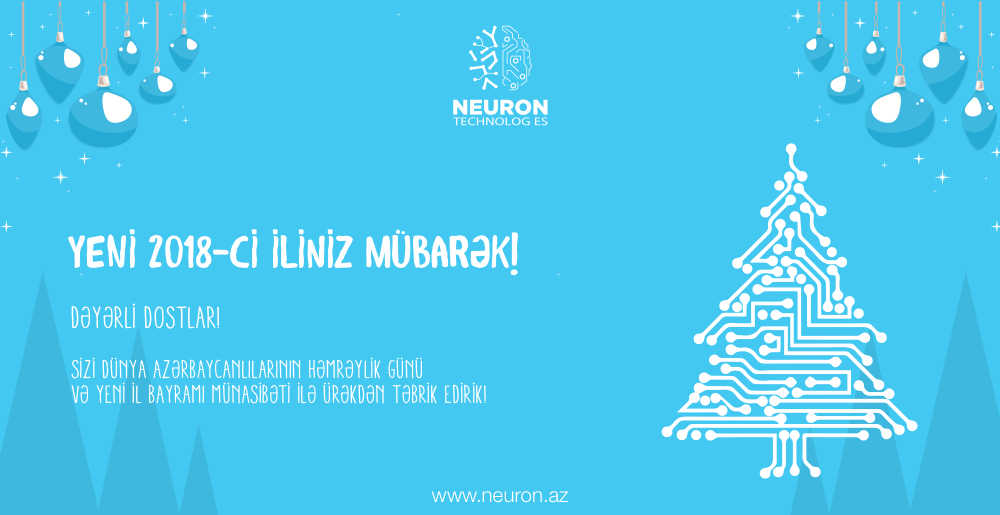 NEURON
TECHNOLOG ES
YENİ 2018-Cİ İLİNİZ MÜBARƏK!
DƏYƏRLİ DOSTLAR!
SİZİ DÜNYA AZƏRBAYCANLILARININ HƏMRƏYLİK GÜNÜ
VƏ YENİ İL BAYRAMI MÜNASİBƏTİ İLƏ ÜRƏKDƏN TƏBRİK EDİRİK!
www.neuron.az